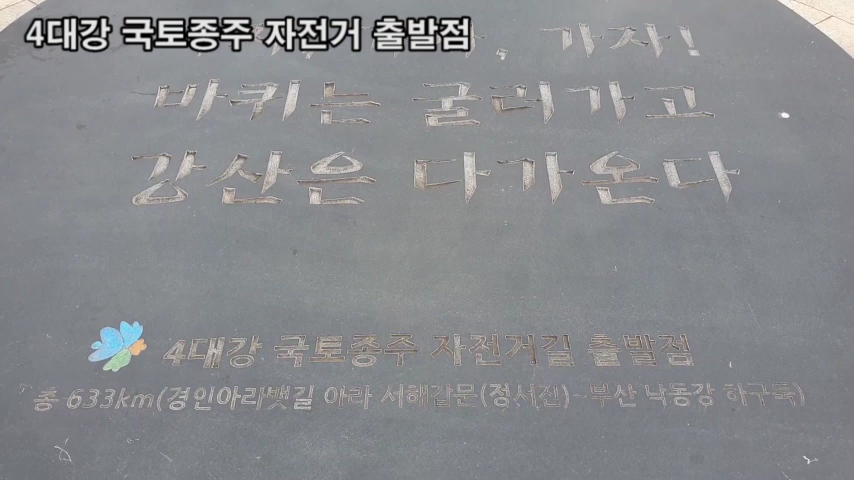 4대강 국토종주 자전거 출발점
가자!
바퀴는 굴러가고
강산은 다가온다
4대강 국토종주 자전거길 출발점
총 633km(경인아라뱃길 아라 서해갑문(정서진)~부산 낙동강 하구둑)